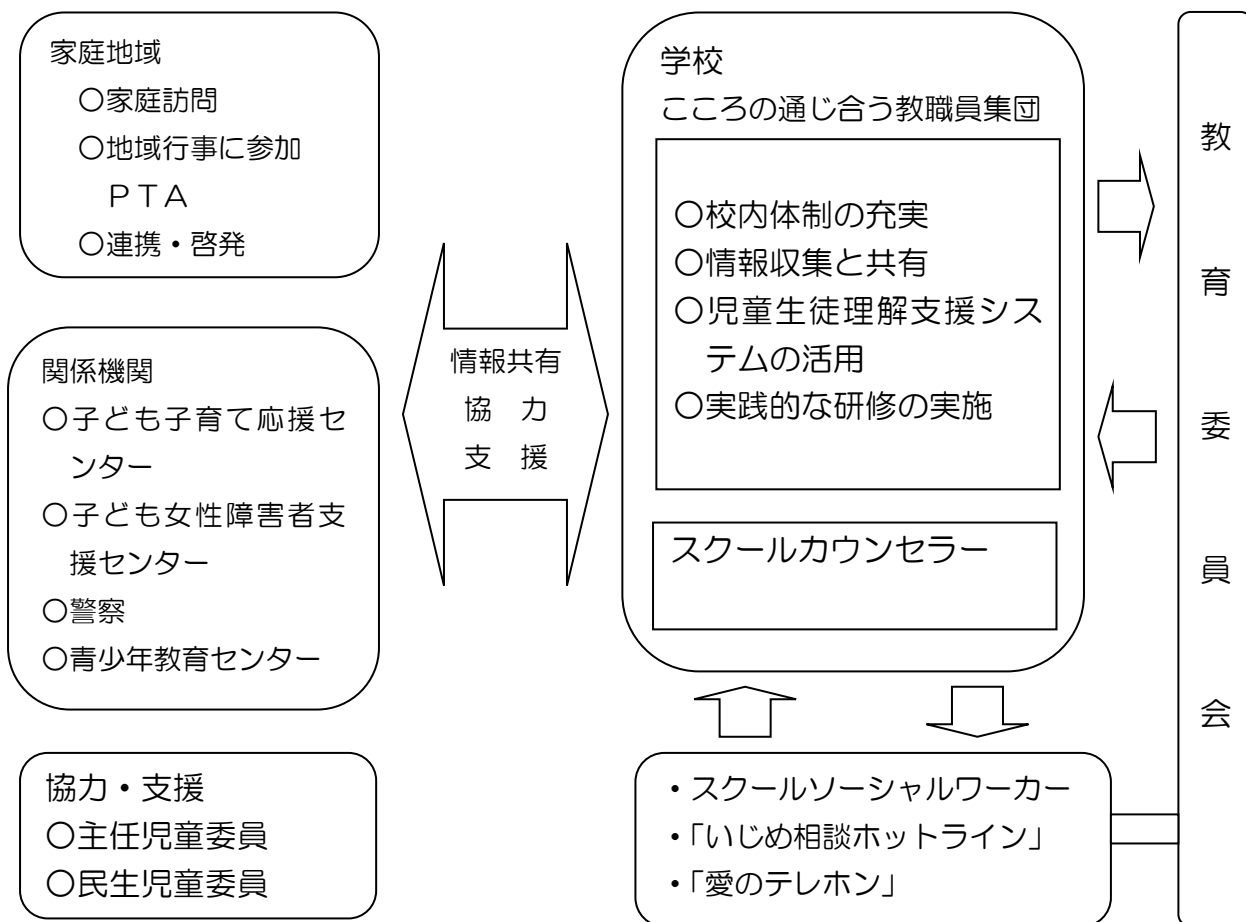 家庭地域
○家庭訪問
○地域行事に参加
ＰＴＡ
○連携・啓発
関係機関
○子ども子育て応援セ
ンター
○子ども女性障害者支
援センター
○警察
○青少年教育センター
協力・支援
○主任児童委員
○民生児童委員
情報共有
協　力
支　援
学校
こころの通じ合う教職員集団
○校内体制の充実
○情報収集と共有
○児童生徒理解支援シス
テムの活用
○実践的な研修の実施
スクールカウンセラー
・スクールソーシャルワーカー
・「いじめ相談ホットライン」
・「愛のテレホン」
教育委員会